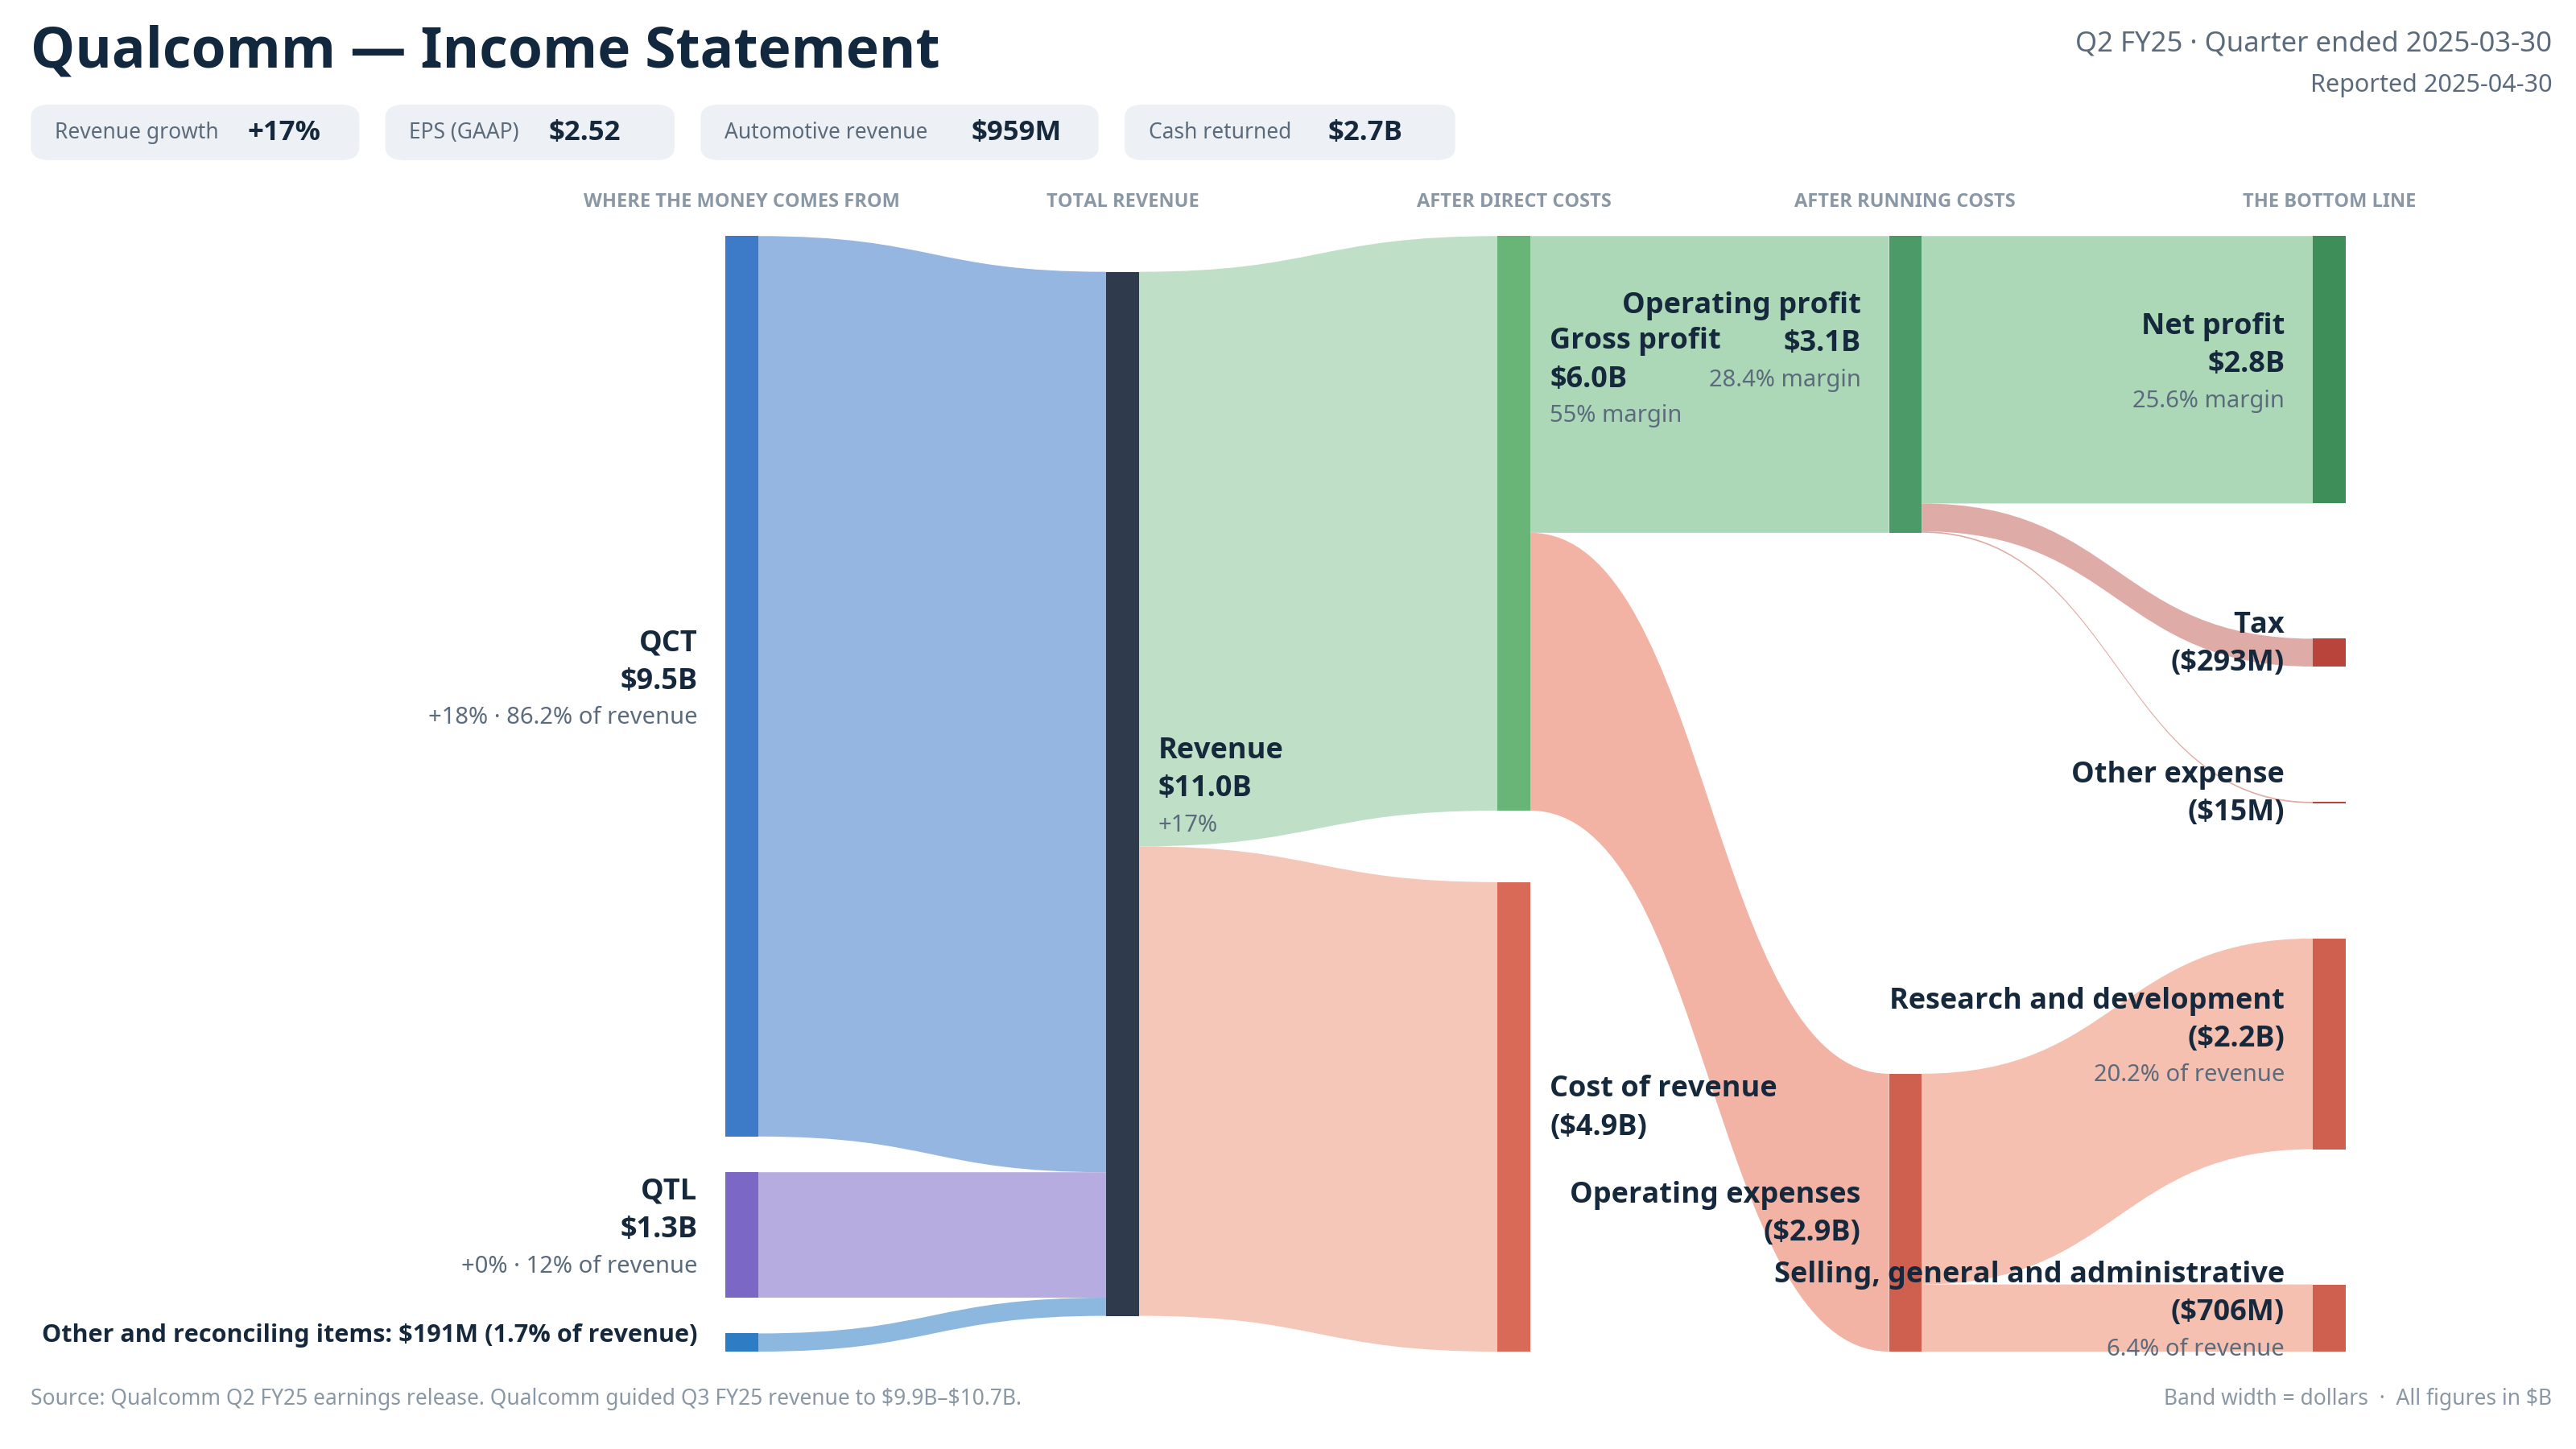 Qualcomm — Income Statement
Q2 FY25 · Quarter ended 2025-03-30
Reported 2025-04-30
Revenue growth +17%
EPS (GAAP) $2.52
Automotive revenue $959M
Cash returned $2.7B
WHERE THE MONEY COMES FROM
TOTAL REVENUE
AFTER DIRECT COSTS
AFTER RUNNING COSTS
THE BOTTOM LINE
QCT
$9.5B
+18% · 86.2% of revenue
QTL
$1.3B
+0% · 12% of revenue
Other and reconciling items: $191M (1.7% of revenue)
Revenue
$11.0B
+17%
Gross profit
$6.0B
55% margin
Cost of revenue
($4.9B)
Operating profit
$3.1B
28.4% margin
Operating expenses
($2.9B)
Net profit
$2.8B
25.6% margin
Tax
($293M)
Other expense
($15M)
Research and development
($2.2B)
20.2% of revenue
Selling, general and administrative
($706M)
6.4% of revenue
Source: Qualcomm Q2 FY25 earnings release. Qualcomm guided Q3 FY25 revenue to $9.9B–$10.7B.
Band width = dollars · All figures in $B